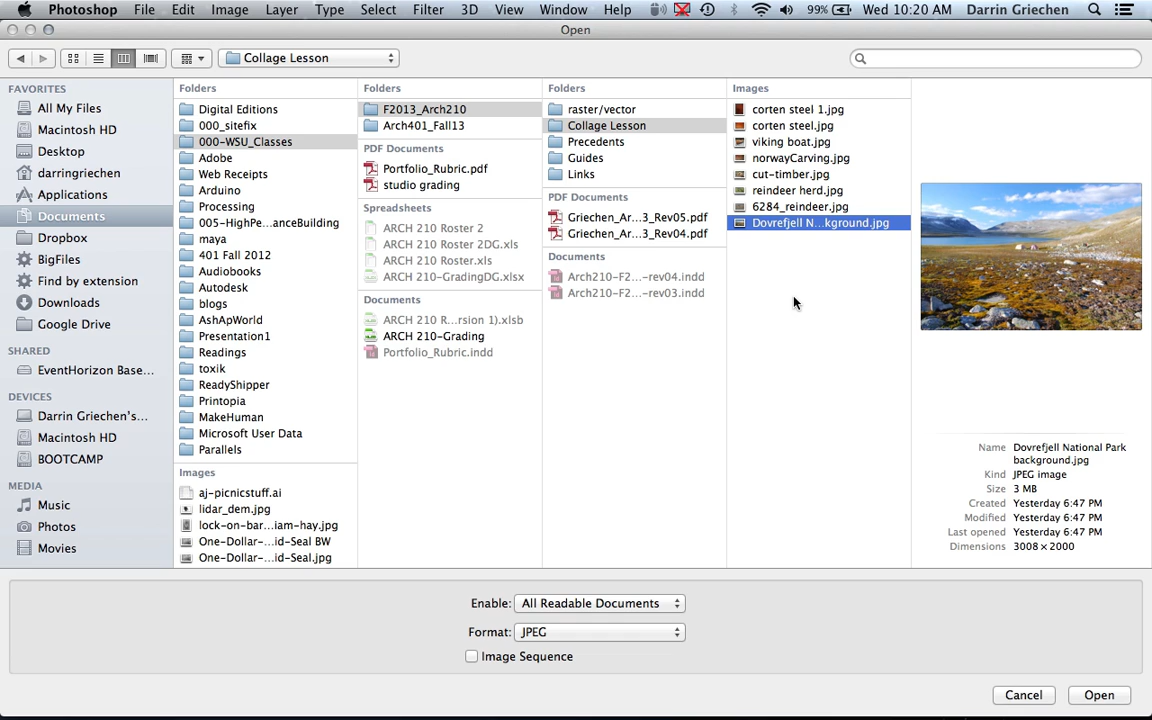 Photoshop File Edit Image Layer Type Select Filter 3D View Window Help 99% Wed 10:20 AM Darrin Griechen
Open
Collage Lesson
FAVORITES
All My Files
Macintosh HD
Desktop
darringriechen
Applications
Documents
Dropbox
BigFiles
Find by extension
Downloads
Google Drive
SHARED
EventHorizon Base...
DEVICES
Darrin Griechen's...
Macintosh HD
BOOTCAMP
MEDIA
Music
Photos
Movies
Folders
Digital Editions
000_sitefix
000-WSU_Classes
Adobe
Web Receipts
Arduino
Processing
005-HighPe...anceBuilding
maya
401 Fall 2012
Audiobooks
Autodesk
blogs
AshApWorld
Presentation1
Readings
toxik
ReadyShipper
Printopia
MakeHuman
Microsoft User Data
Parallels
Images
aj-picnicstuff.ai
lidar_dem.jpg
lock-on-bar...iam-hay.jpg
One-Dollar-...id-Seal BW
One-Dollar-...id-Seal.jpg
Folders
F2013_Arch210
Arch401_Fall13
PDF Documents
Portfolio_Rubric.pdf
studio grading
Spreadsheets
ARCH 210 Roster 2
ARCH 210 Roster 2DG.xls
ARCH 210 Roster.xls
ARCH 210-GradingDG.xlsx
Documents
ARCH 210 R...rsion 1).xlsb
ARCH 210-Grading
Portfolio_Rubric.indd
Folders
raster/vector
Collage Lesson
Precedents
Guides
Links
PDF Documents
Griechen_Ar...3_Rev05.pdf
Griechen_Ar...3_Rev04.pdf
Documents
Arch210-F2...-rev04.indd
Arch210-F2...-rev03.indd
Images
corten steel 1.jpg
corten steel.jpg
viking boat.jpg
norwayCarving.jpg
cut-timber.jpg
reindeer herd.jpg
6284_reindeer.jpg
Dovrefjell N...kground.jpg
Name Dovrefjell National Park
background.jpg
Kind JPEG image
Size 3 MB
Created Yesterday 6:47 PM
Modified Yesterday 6:47 PM
Last opened Yesterday 6:47 PM
Dimensions 3008 × 2000
Enable: All Readable Documents
Format: JPEG
Image Sequence
Cancel Open